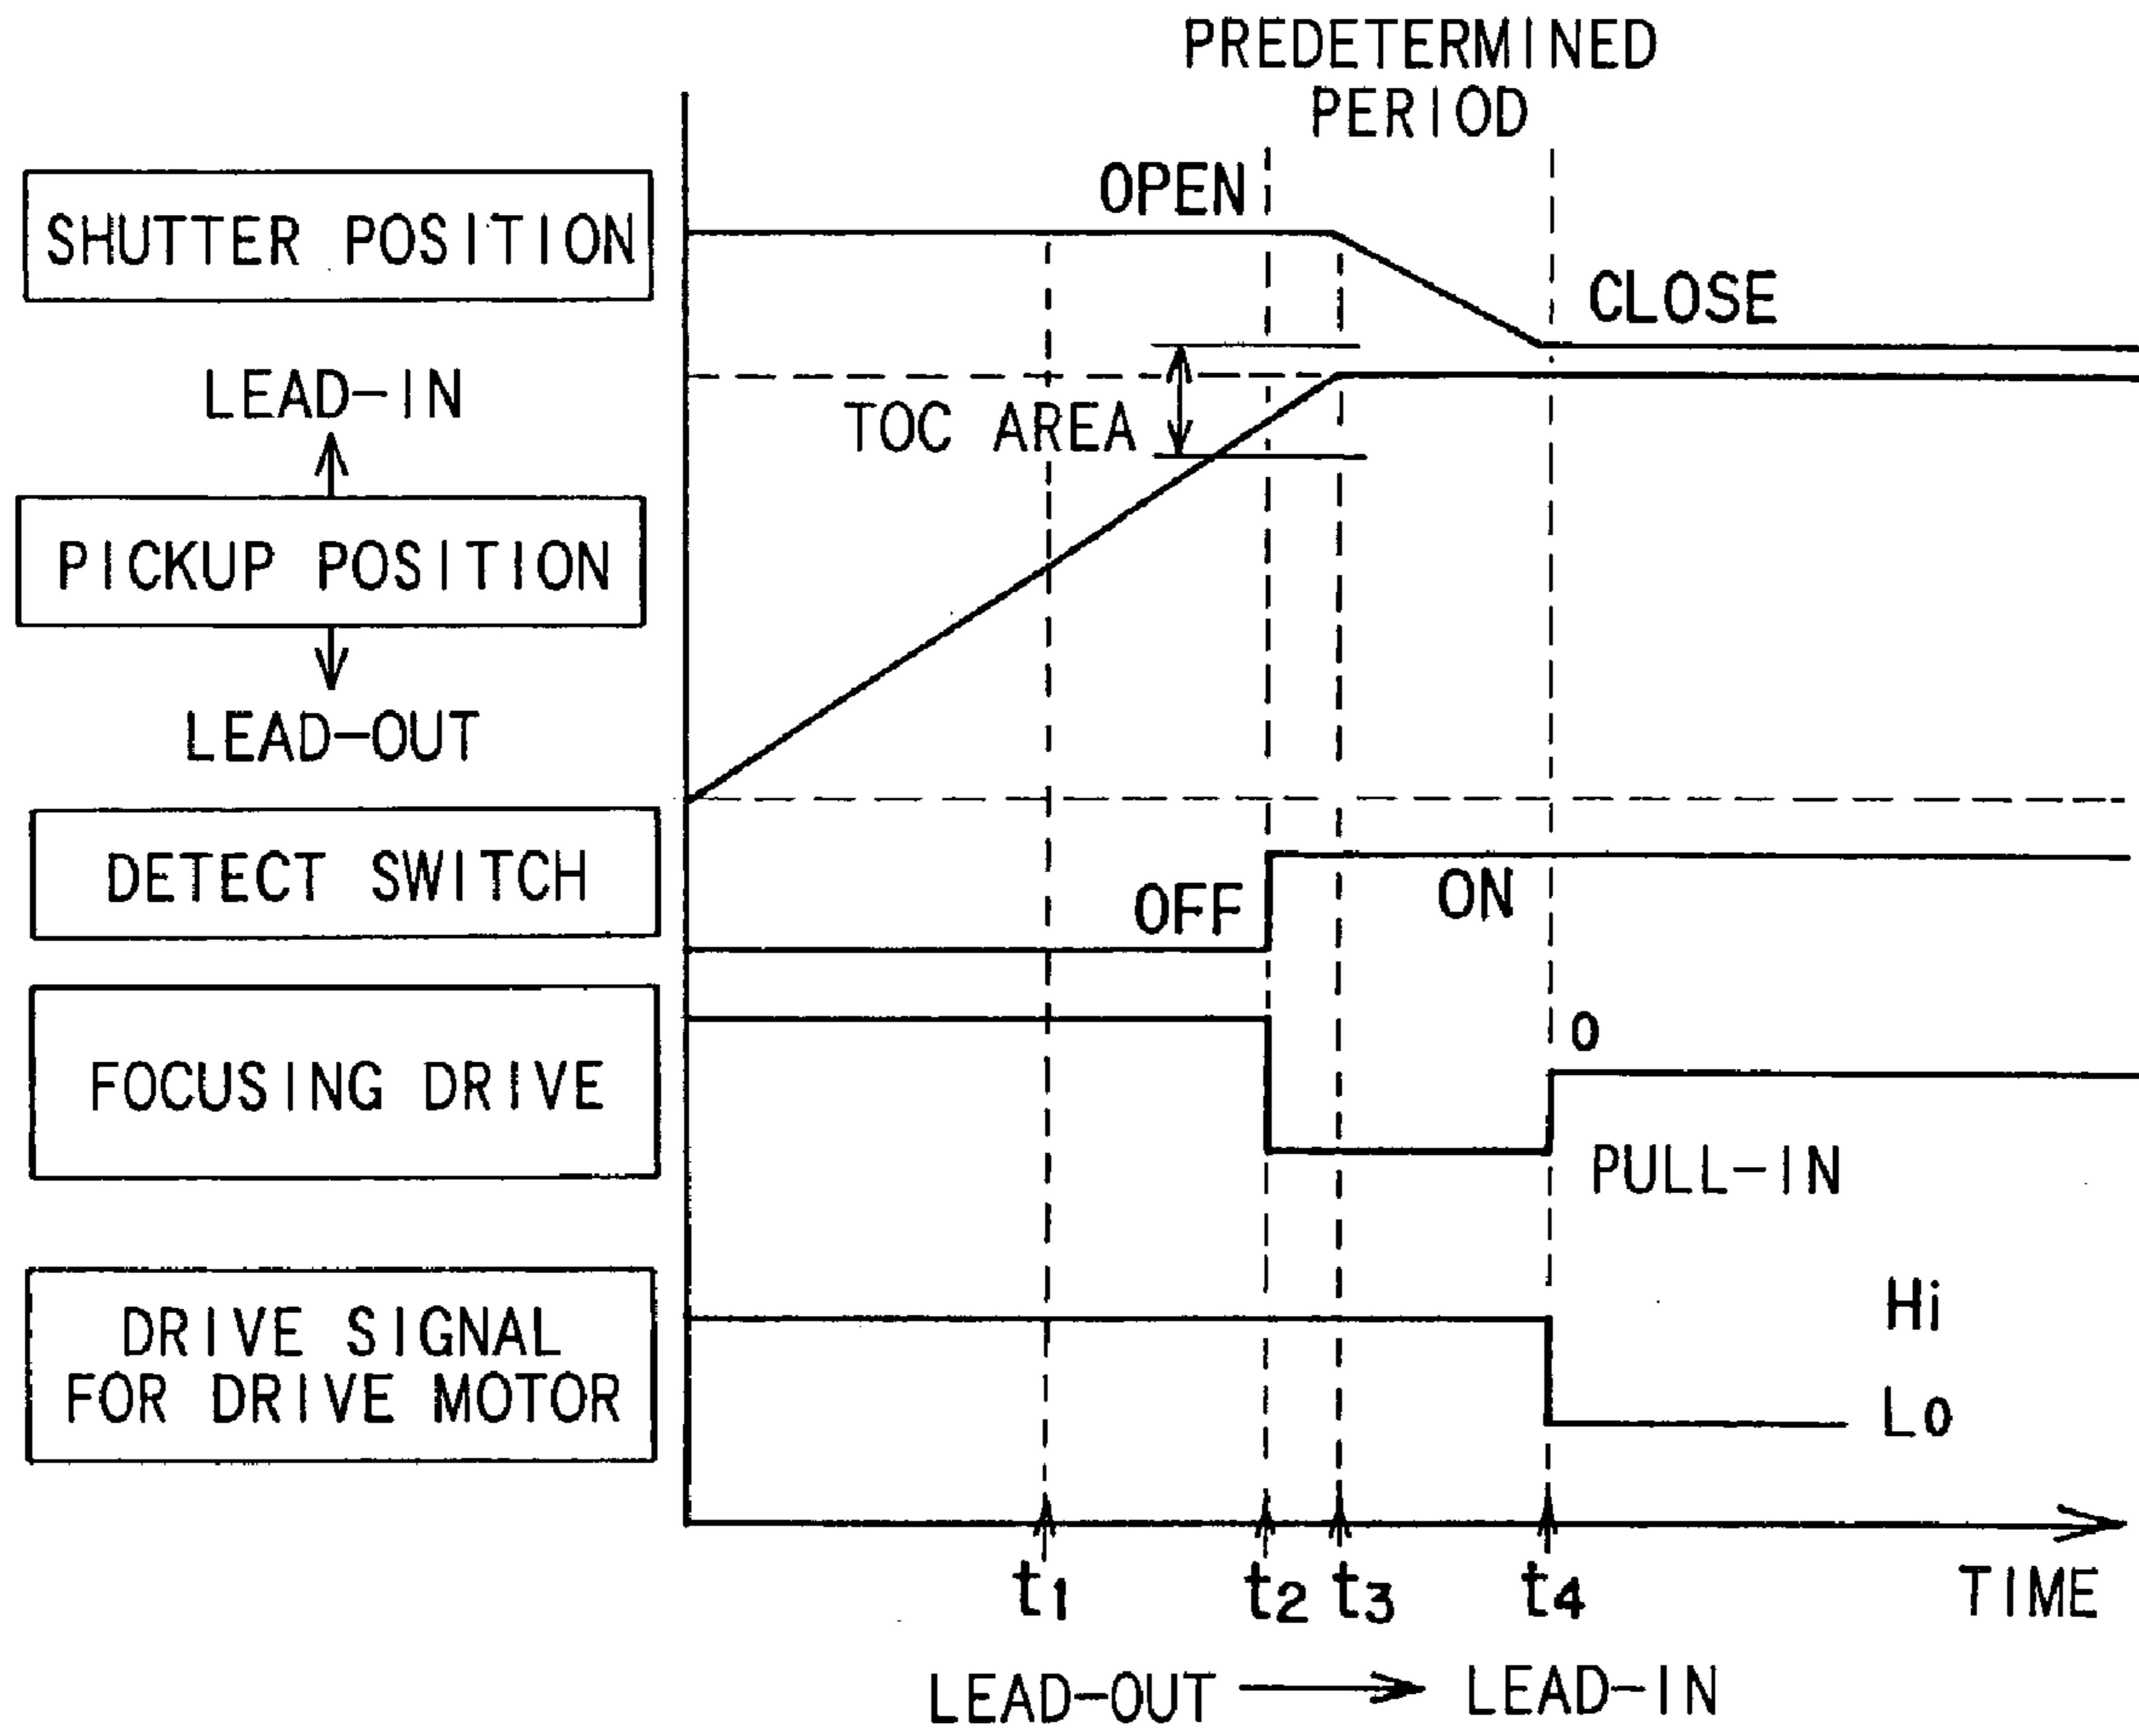 PREDETERMINED
PERIOD
OPEN
SHUTTER POSITION
CLOSE
LEAD-IN
TOC AREA
PICKUP POSITION
LEAD-OUT
DETECT SWITCH
OFF
ON
FOCUSING DRIVE
0
PULL-IN
DRIVE SIGNAL
FOR DRIVE MOTOR
Hi
Lo
t1 t2 t3 t4
TIME
LEAD-OUT → LEAD-IN